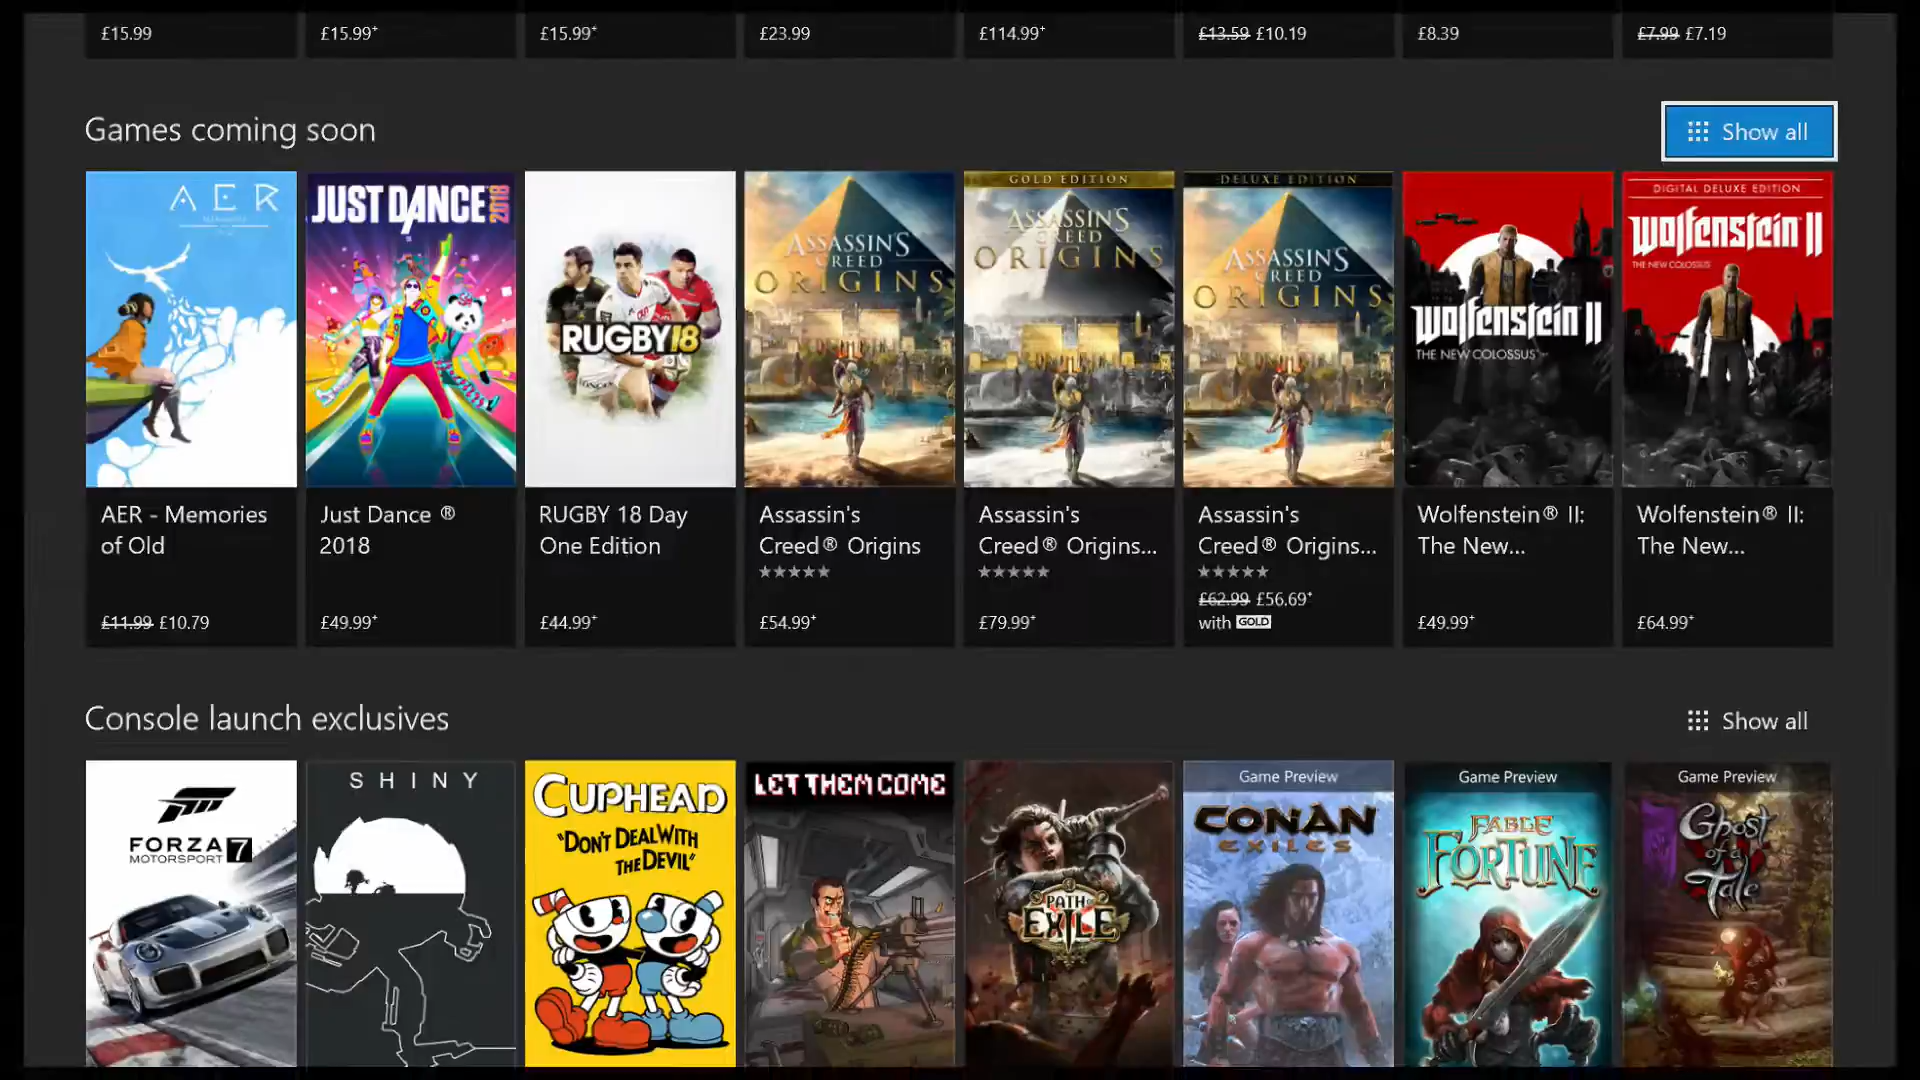 £15.99
£15.99+
£15.99+
£23.99
£114.99+
£13.59 £10.19
£8.39
£7.99 £7.19
Games coming soon
Show all
AER
JUST DANCE 2018
RUGBY18
ASSASSIN'S
CREED
ORIGINS
GOLD EDITION
ASSASSIN'S
CREED
ORIGINS
DELUXE EDITION
ASSASSIN'S
CREED
ORIGINS
Wolfenstein II
THE NEW COLOSSUS
DIGITAL DELUXE EDITION
Wolfenstein II
THE NEW COLOSSUS
AER - Memories
of Old
£11.99 £10.79
Just Dance ®
2018
£49.99+
RUGBY 18 Day
One Edition
£44.99+
Assassin's
Creed® Origins
£54.99+
Assassin's
Creed® Origins...
£79.99+
Assassin's
Creed® Origins...
£62.99 £56.69+
with GOLD
Wolfenstein® II:
The New...
£49.99+
Wolfenstein® II:
The New...
£64.99+
Console launch exclusives
Show all
FORZA
MOTORSPORT 7
SHINY
CUPHEAD
"DON'T DEAL WITH
THE DEVIL"
LET THEM COME
PATH OF
EXILE
Game Preview
CONAN
EXILES
Game Preview
FABLE
FORTUNE
Game Preview
Ghost
of a
Tale